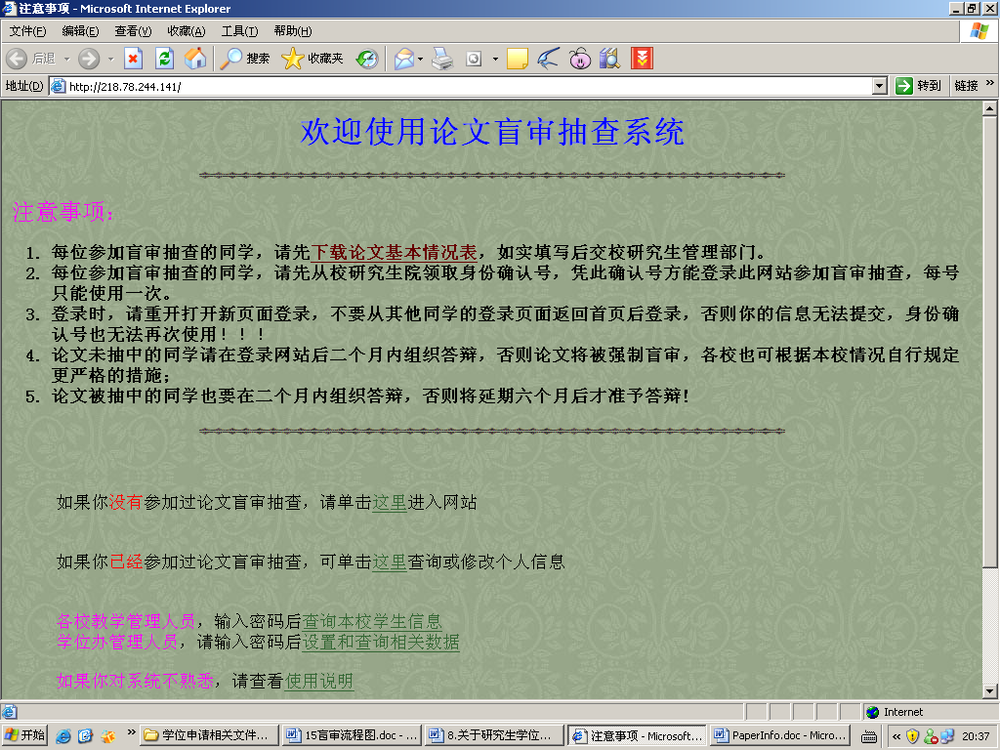 注意事项 - Microsoft Internet Explorer
文件(F) 编辑(E) 查看(V) 收藏(A) 工具(T) 帮助(H)
后退 搜索 收藏夹
地址(D) http://218.78.244.141/ 转到 链接 »
欢迎使用论文盲审抽查系统
注意事项:
1. 每位参加盲审抽查的同学，请先下载论文基本情况表，如实填写后交校研究生管理部门。
2. 每位参加盲审抽查的同学，请先从校研究生院领取身份确认号，凭此确认号方能登录此网站参加盲审抽查，每号
只能使用一次。
3. 登录时，请重开打开新页面登录，不要从其他同学的登录页面返回首页后登录，否则你的信息无法提交，身份确
认号也无法再次使用！！！
4. 论文未抽中的同学请在登录网站后二个月内组织答辩，否则论文将被强制盲审，各校也可根据本校情况自行规定
更严格的措施；
5. 论文被抽中的同学也要在二个月内组织答辩，否则将延期六个月后才准予答辩!
如果你没有参加过论文盲审抽查，请单击这里进入网站
如果你已经参加过论文盲审抽查，可单击这里查询或修改个人信息
各校教学管理人员，输入密码后查询本校学生信息
学位办管理人员，请输入密码后设置和查询相关数据
如果你对系统不熟悉，请查看使用说明
Internet
开始 » 学位申请相关文件... 15盲审流程图.doc - ... 8.关于研究生学位... 注意事项 - Microsoft... PaperInfo.doc - Micro... « 20:37